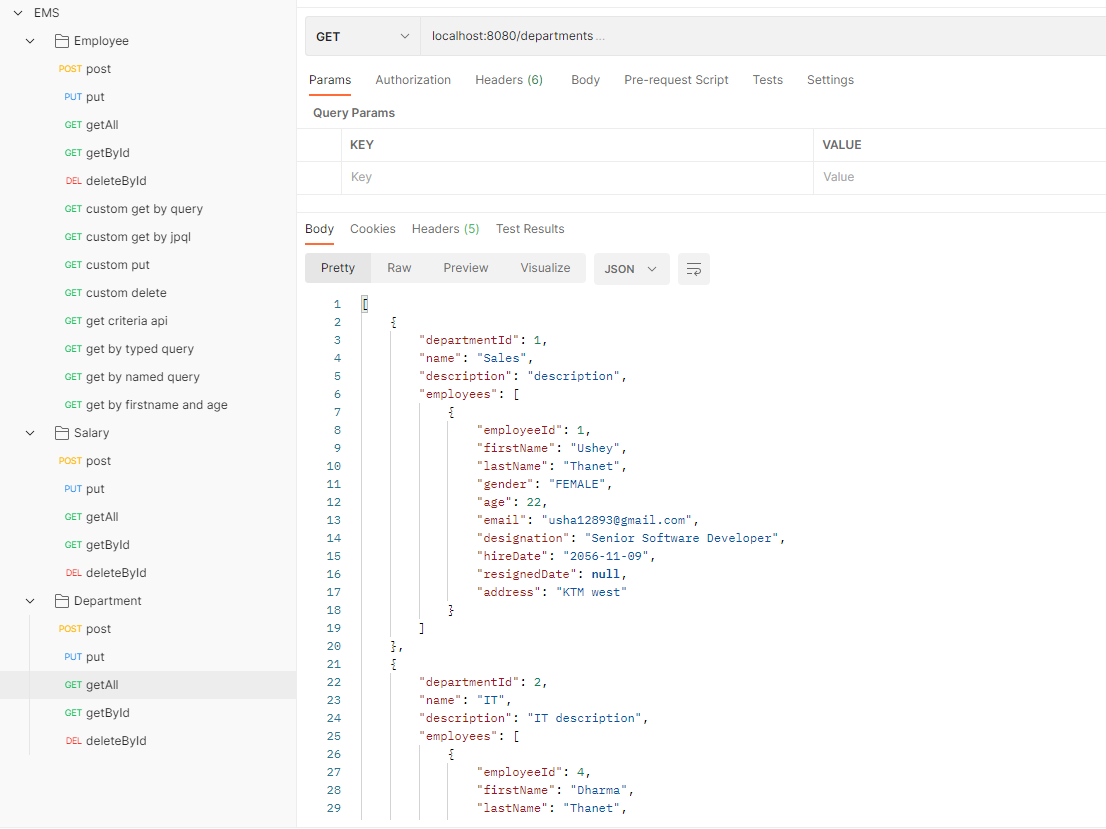 EMS
Employee
POST post
PUT put
GET getAll
GET getById
DEL deleteById
GET custom get by query
GET custom get by jpql
GET custom put
GET custom delete
GET get criteria api
GET get by typed query
GET get by named query
GET get by firstname and age
Salary
POST post
PUT put
GET getAll
GET getById
DEL deleteById
Department
POST post
PUT put
GET getAll
GET getById
DEL deleteById
GET localhost:8080/departments ...
Params Authorization Headers (6) Body Pre-request Script Tests Settings
Query Params
KEY VALUE
Key Value
Body Cookies Headers (5) Test Results
Pretty Raw Preview Visualize JSON
1 [
2 {
3 "departmentId": 1,
4 "name": "Sales",
5 "description": "description",
6 "employees": [
7 {
8 "employeeId": 1,
9 "firstName": "Ushey",
10 "lastName": "Thanet",
11 "gender": "FEMALE",
12 "age": 22,
13 "email": "usha12893@gmail.com",
14 "designation": "Senior Software Developer",
15 "hireDate": "2056-11-09",
16 "resignedDate": null,
17 "address": "KTM west"
18 }
19 ]
20 },
21 {
22 "departmentId": 2,
23 "name": "IT",
24 "description": "IT description",
25 "employees": [
26 {
27 "employeeId": 4,
28 "firstName": "Dharma",
29 "lastName": "Thanet",